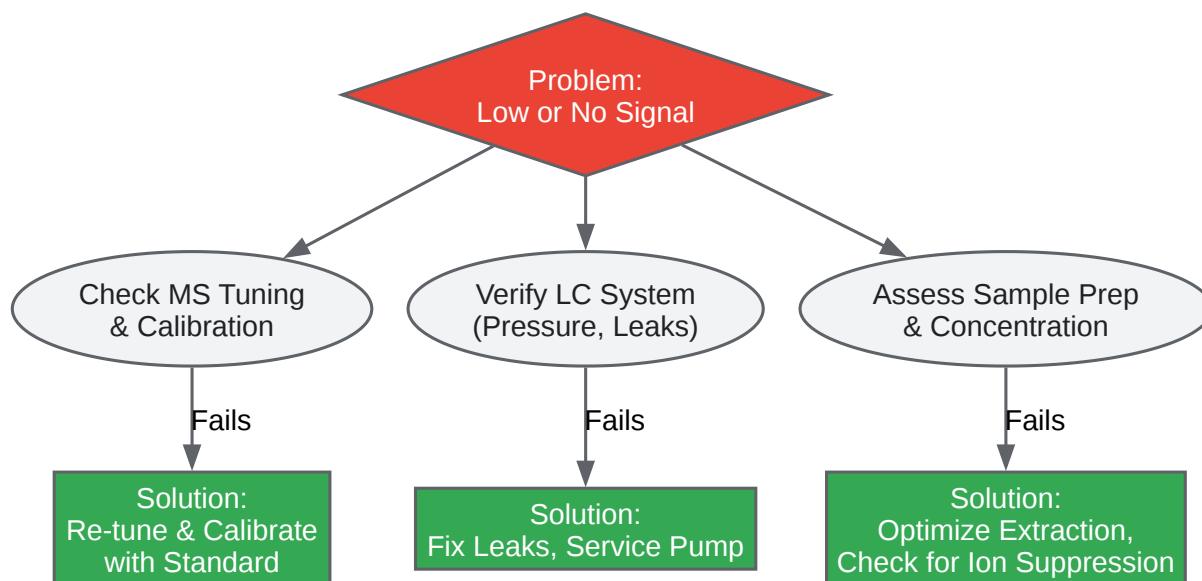 Problem:
Low or No Signal
Check MS Tuning
& Calibration
Verify LC System
(Pressure, Leaks)
Assess Sample Prep
& Concentration
Fails
Fails
Fails
Solution:
Re-tune & Calibrate
with Standard
Solution:
Fix Leaks, Service Pump
Solution:
Optimize Extraction,
Check for Ion Suppression